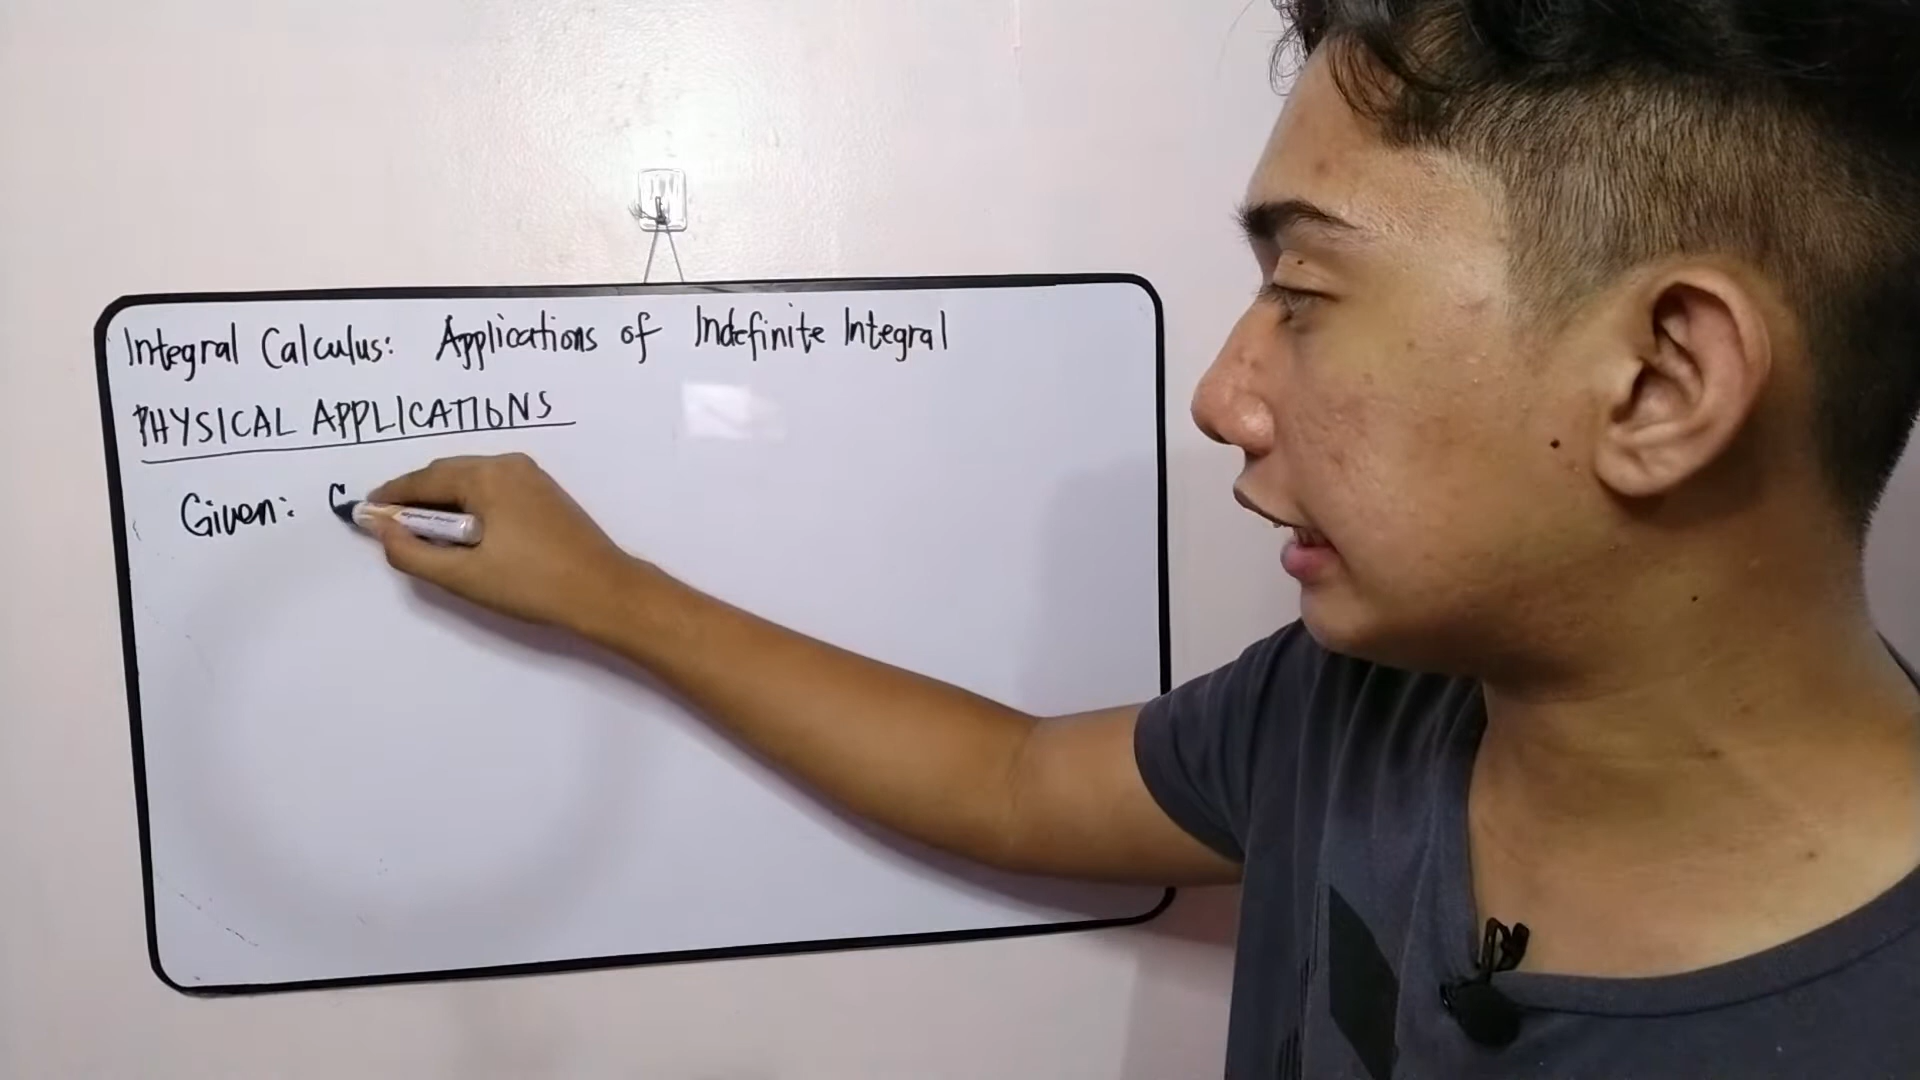 Integral Calculus: Applications of Indefinite Integral
PHYSICAL APPLICATIONS
Given: